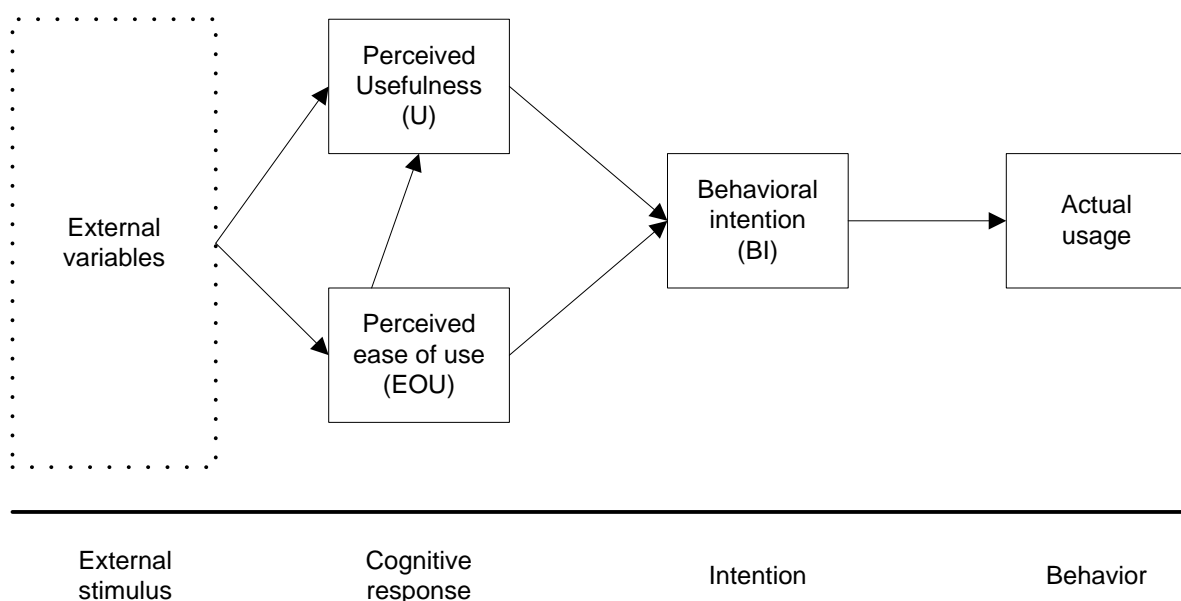 Perceived
Usefulness
(U)
External
variables
Behavioral
intention
(BI)
Actual
usage
Perceived
ease of use
(EOU)
External
stimulus
Cognitive
response
Intention
Behavior